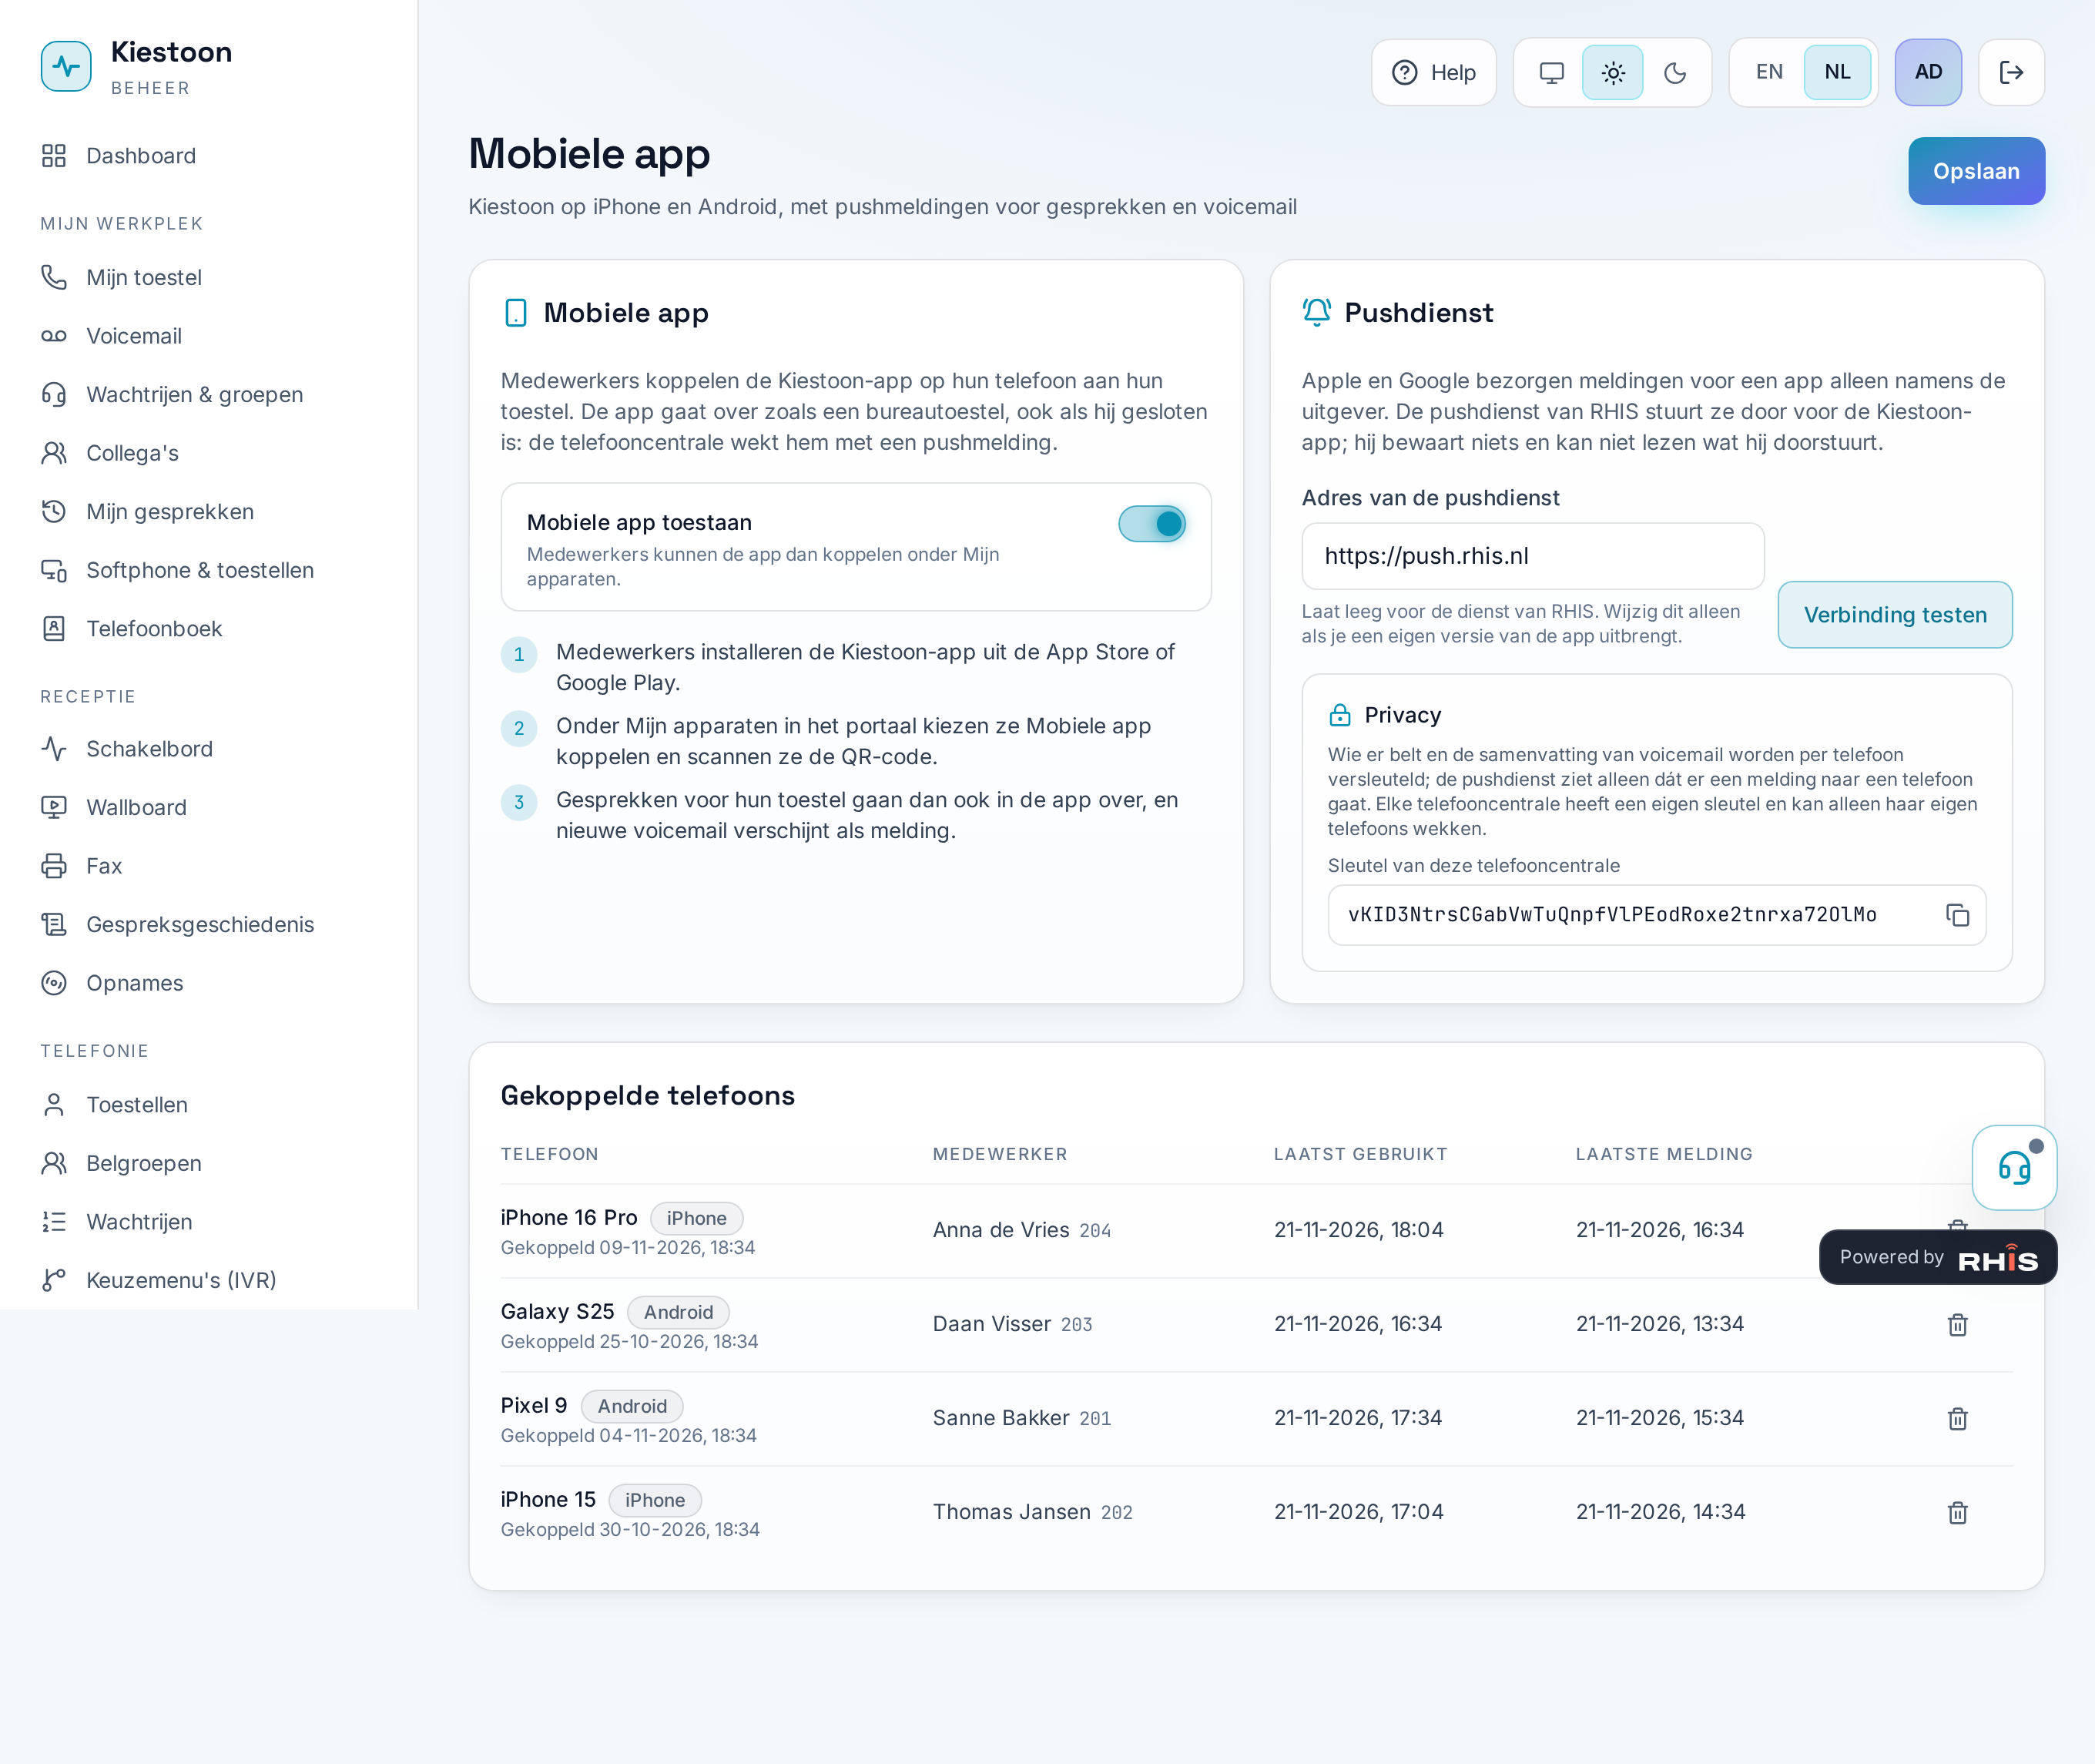 Kiestoon
BEHEER
Dashboard
MIJN WERKPLEK
Mijn toestel
Voicemail
Wachtrijen & groepen
Collega's
Mijn gesprekken
Softphone & toestellen
Telefoonboek
RECEPTIE
Schakelbord
Wallboard
Fax
Gespreksgeschiedenis
Opnames
TELEFONIE
Toestellen
Belgroepen
Wachtrijen
Keuzemenu's (IVR)
Help
EN
NL
AD
Mobiele app
Kiestoon op iPhone en Android, met pushmeldingen voor gesprekken en voicemail
Opslaan
Mobiele app
Medewerkers koppelen de Kiestoon-app op hun telefoon aan hun
toestel. De app gaat over zoals een bureautoestel, ook als hij gesloten
is: de telefooncentrale wekt hem met een pushmelding.
Mobiele app toestaan
Medewerkers kunnen de app dan koppelen onder Mijn
apparaten.
1 Medewerkers installeren de Kiestoon-app uit de App Store of
Google Play.
2 Onder Mijn apparaten in het portaal kiezen ze Mobiele app
koppelen en scannen ze de QR-code.
3 Gesprekken voor hun toestel gaan dan ook in de app over, en
nieuwe voicemail verschijnt als melding.
Pushdienst
Apple en Google bezorgen meldingen voor een app alleen namens de
uitgever. De pushdienst van RHIS stuurt ze door voor de Kiestoon-
app; hij bewaart niets en kan niet lezen wat hij doorstuurt.
Adres van de pushdienst
https://push.rhis.nl
Laat leeg voor de dienst van RHIS. Wijzig dit alleen
als je een eigen versie van de app uitbrengt.
Verbinding testen
Privacy
Wie er belt en de samenvatting van voicemail worden per telefoon
versleuteld; de pushdienst ziet alleen dát er een melding naar een telefoon
gaat. Elke telefooncentrale heeft een eigen sleutel en kan alleen haar eigen
telefoons wekken.
Sleutel van deze telefooncentrale
vKID3NtrsCGabVwTuQnpfVlPEodRoxe2tnrxa72OlMo
Gekoppelde telefoons
TELEFOON MEDEWERKER LAATST GEBRUIKT LAATSTE MELDING
iPhone 16 Pro iPhone
Gekoppeld 09-11-2026, 18:34
Anna de Vries 204 21-11-2026, 18:04 21-11-2026, 16:34
Powered by RHIS
Galaxy S25 Android
Gekoppeld 25-10-2026, 18:34
Daan Visser 203 21-11-2026, 16:34 21-11-2026, 13:34
Pixel 9 Android
Gekoppeld 04-11-2026, 18:34
Sanne Bakker 201 21-11-2026, 17:34 21-11-2026, 15:34
iPhone 15 iPhone
Gekoppeld 30-10-2026, 18:34
Thomas Jansen 202 21-11-2026, 17:04 21-11-2026, 14:34